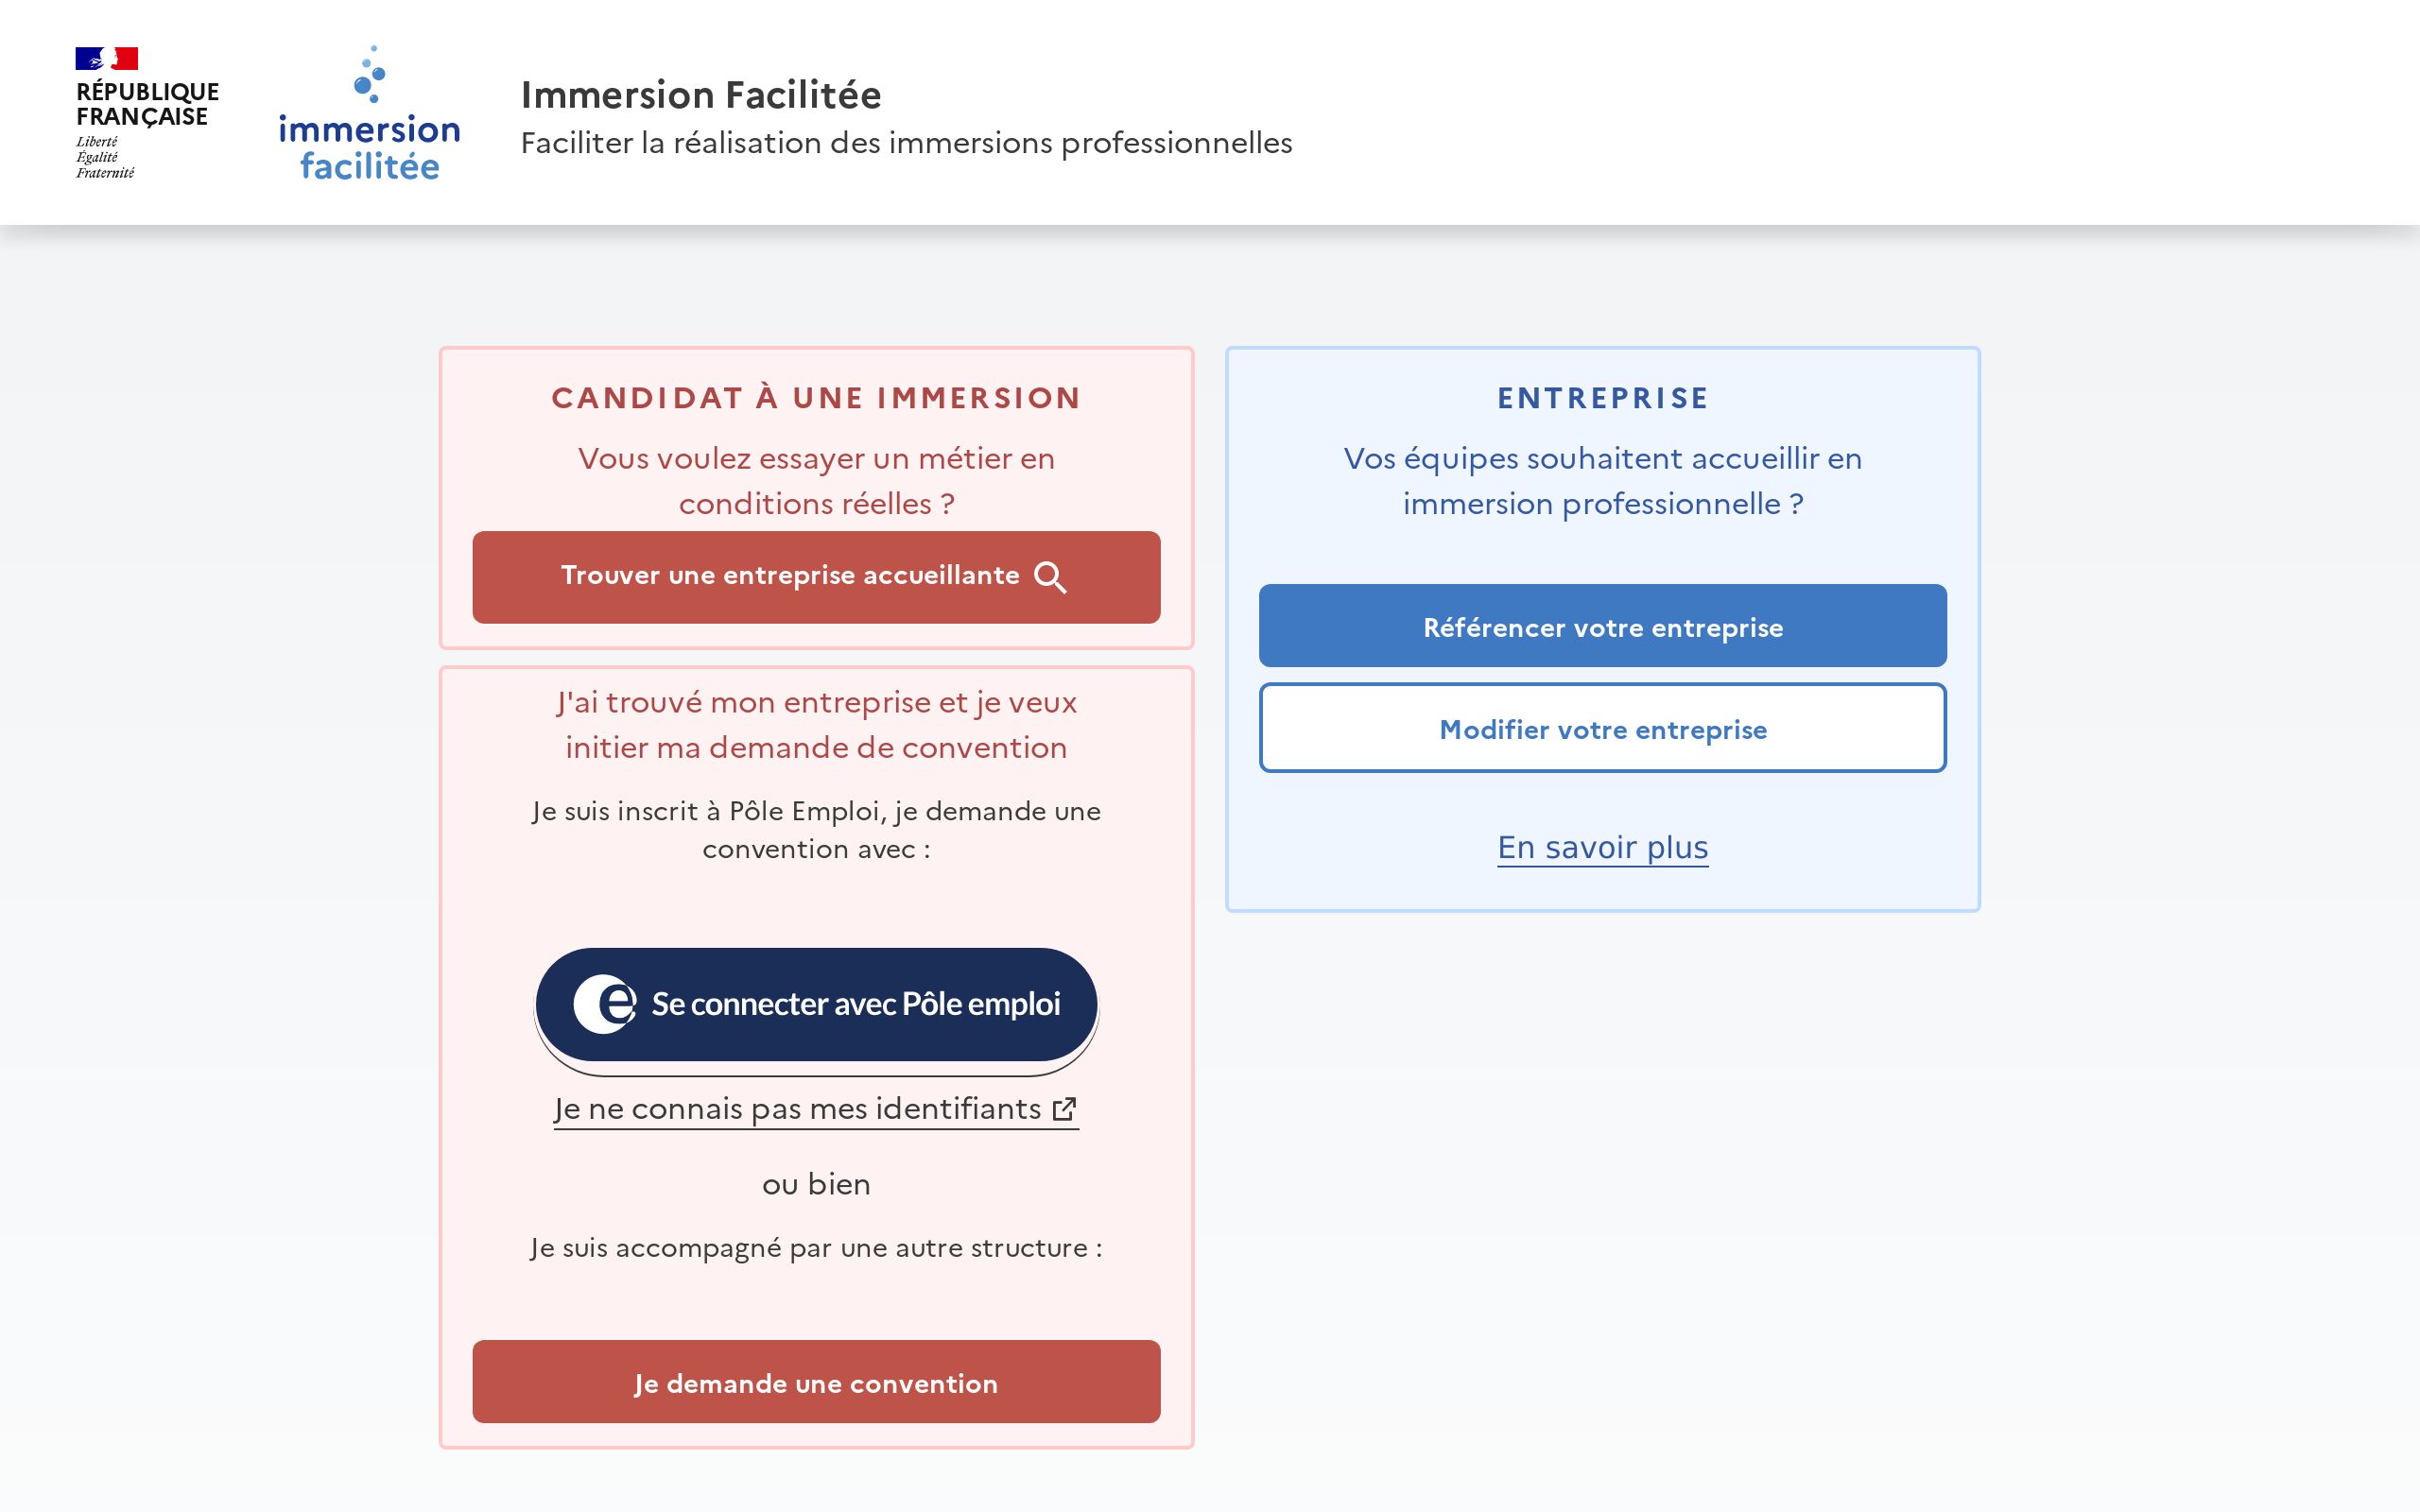 RÉPUBLIQUE
FRANÇAISE
Liberté
Égalité
Fraternité
immersion
facilitée
Immersion Facilitée
Faciliter la réalisation des immersions professionnelles
CANDIDAT À UNE IMMERSION
Vous voulez essayer un métier en
conditions réelles ?
Trouver une entreprise accueillante
J'ai trouvé mon entreprise et je veux
initier ma demande de convention
Je suis inscrit à Pôle Emploi, je demande une
convention avec :
Se connecter avec Pôle emploi
Je ne connais pas mes identifiants
ou bien
Je suis accompagné par une autre structure :
Je demande une convention
ENTREPRISE
Vos équipes souhaitent accueillir en
immersion professionnelle ?
Référencer votre entreprise
Modifier votre entreprise
En savoir plus